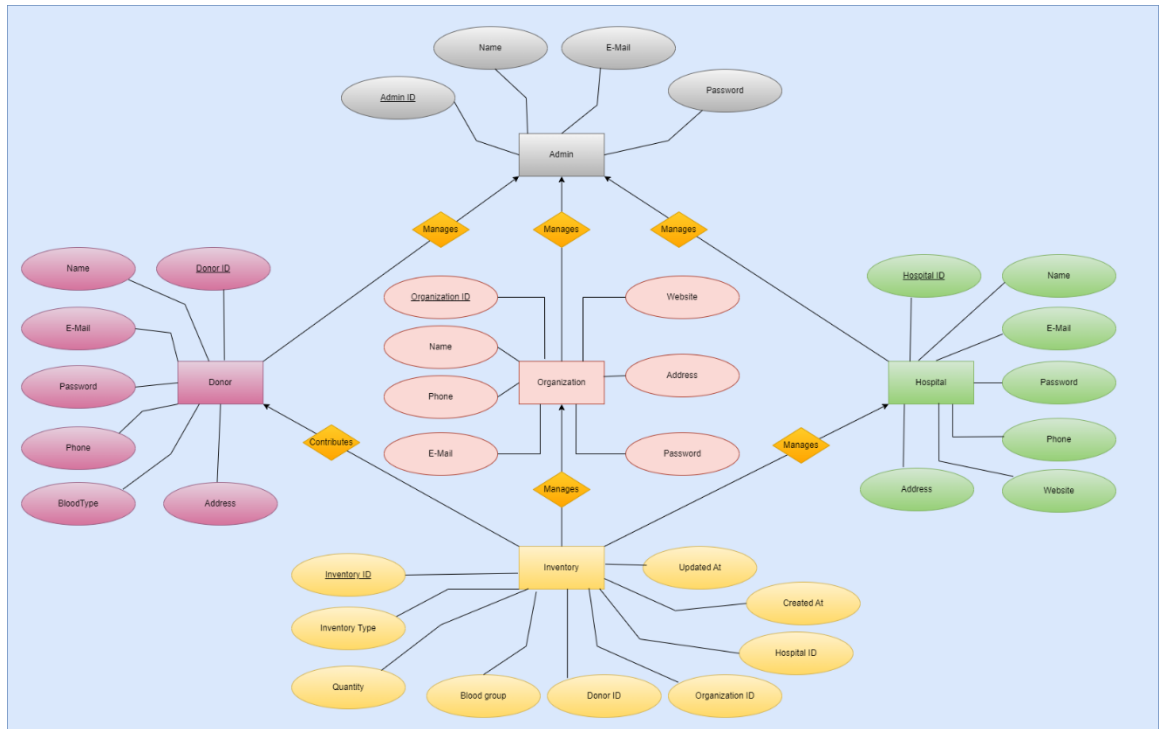 Name
E-Mail
Admin ID
Password
Admin
Manages
Manages
Manages
Name
Donor ID
E-Mail
Password
Donor
Phone
BloodType
Address
Organization ID
Website
Name
Organization
Address
Phone
E-Mail
Password
Hospital ID
Name
E-Mail
Hospital
Password
Phone
Address
Website
Contributes
Manages
Manages
Inventory
Inventory ID
Updated At
Created At
Inventory Type
Hospital ID
Quantity
Blood group
Donor ID
Organization ID